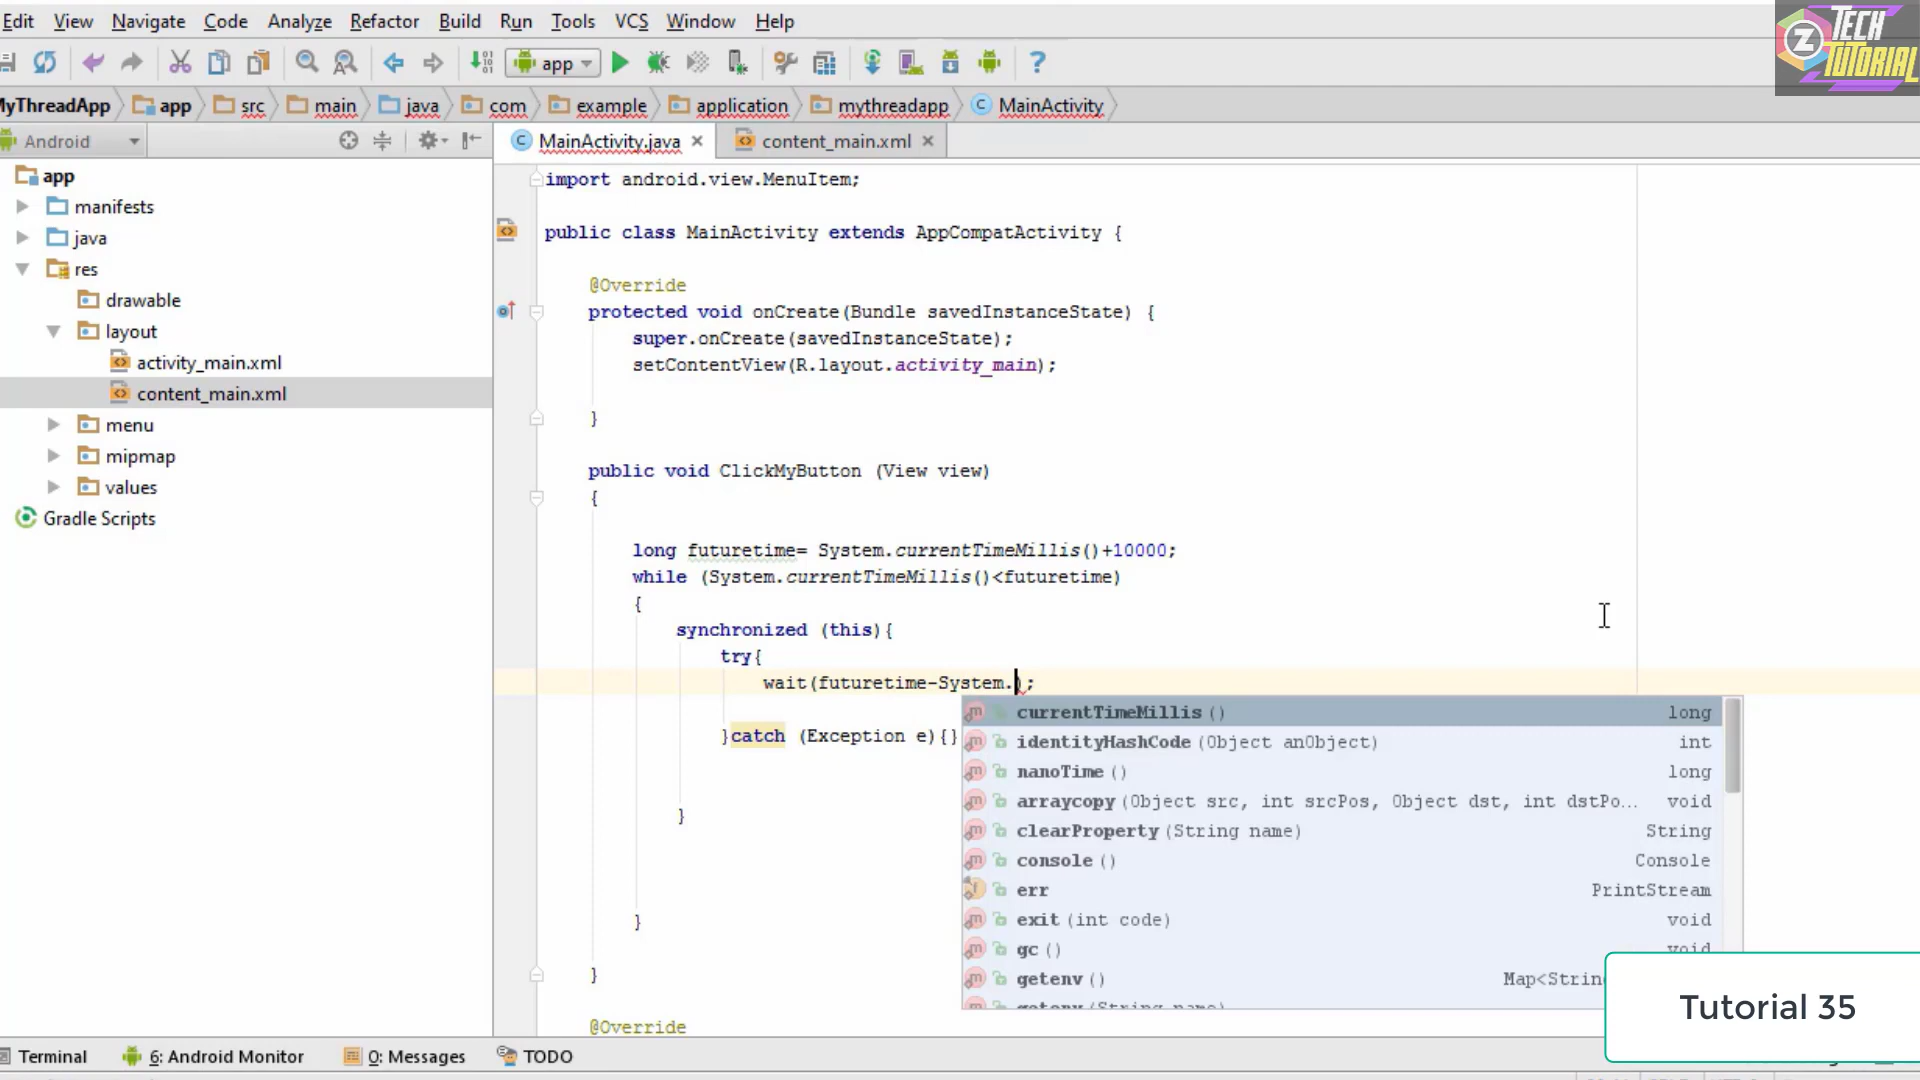 Edit View Navigate Code Analyze Refactor Build Run Tools VCS Window Help
TECH TUTORIAL
app
MyThreadApp app src main java com example application mythreadapp MainActivity
Android
MainActivity.java content_main.xml
app
manifests
java
res
drawable
layout
activity_main.xml
content_main.xml
menu
mipmap
values
Gradle Scripts
import android.view.MenuItem;
public class MainActivity extends AppCompatActivity {
@Override
protected void onCreate(Bundle savedInstanceState) {
super.onCreate(savedInstanceState);
setContentView(R.layout.activity_main);
}
public void ClickMyButton (View view)
{
long futuretime= System.currentTimeMillis()+10000;
while (System.currentTimeMillis()<futuretime)
{
synchronized (this){
try{
wait(futuretime-System.);
}catch (Exception e){}
}
}
}
@Override
currentTimeMillis () long
identityHashCode (Object anObject) int
nanoTime () long
arraycopy (Object src, int srcPos, Object dst, int dstPo... void
clearProperty (String name) String
console () Console
err PrintStream
exit (int code) void
gc () void
getenv () Map<String
getenv (String name)
Tutorial 35
Terminal 6: Android Monitor 0: Messages TODO